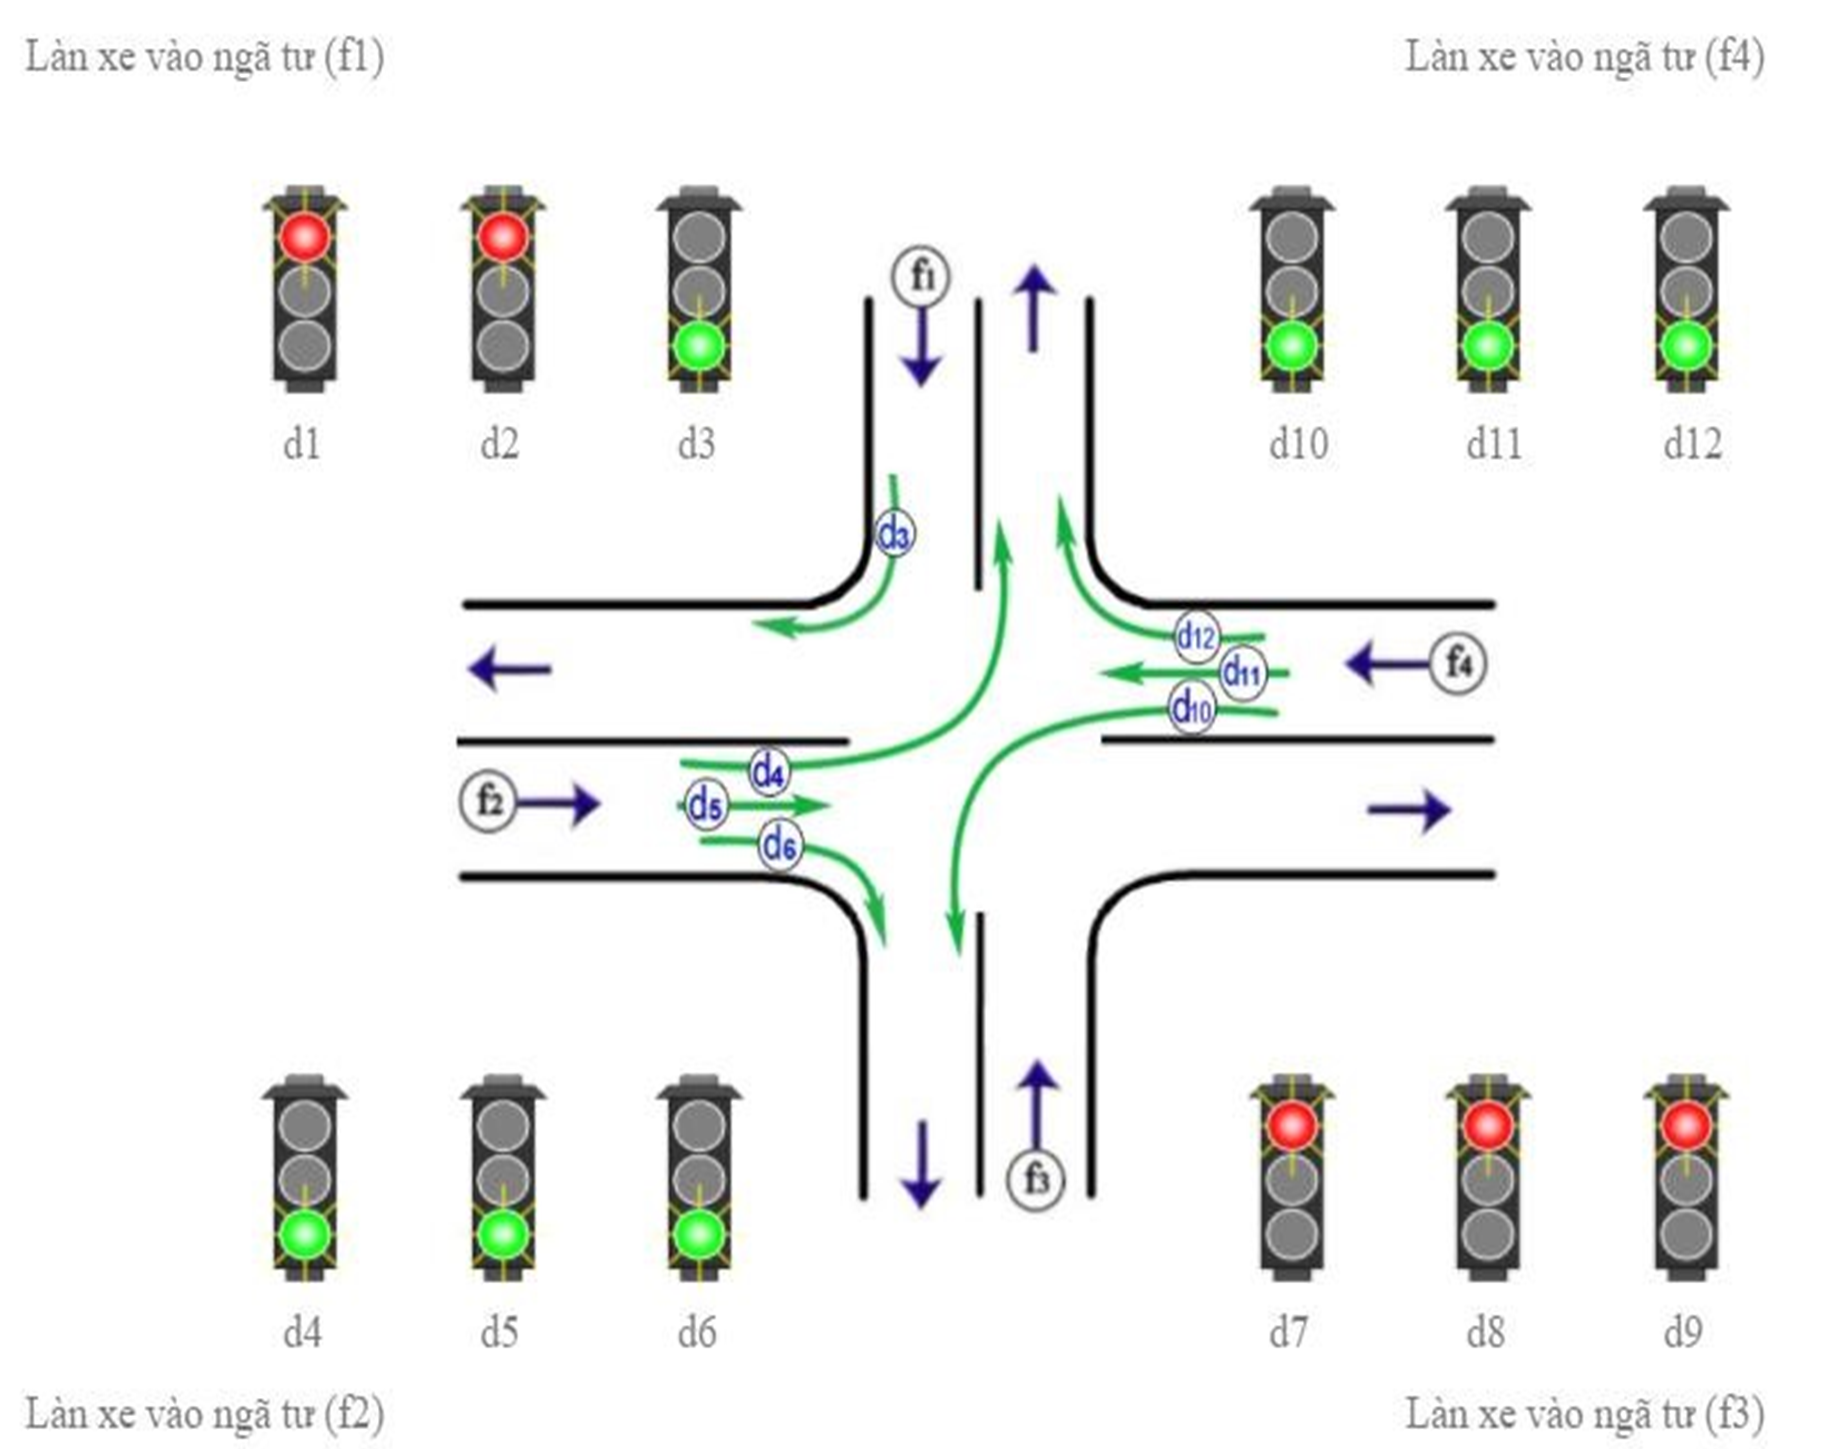 Làn xe vào ngã tư (f1)
Làn xe vào ngã tư (f4)
d1
d2
d3
d10
d11
d12
f1
d3
d12
d11
d10
f4
d4
d5
d6
f2
f3
d4
d5
d6
d7
d8
d9
Làn xe vào ngã tư (f2)
Làn xe vào ngã tư (f3)